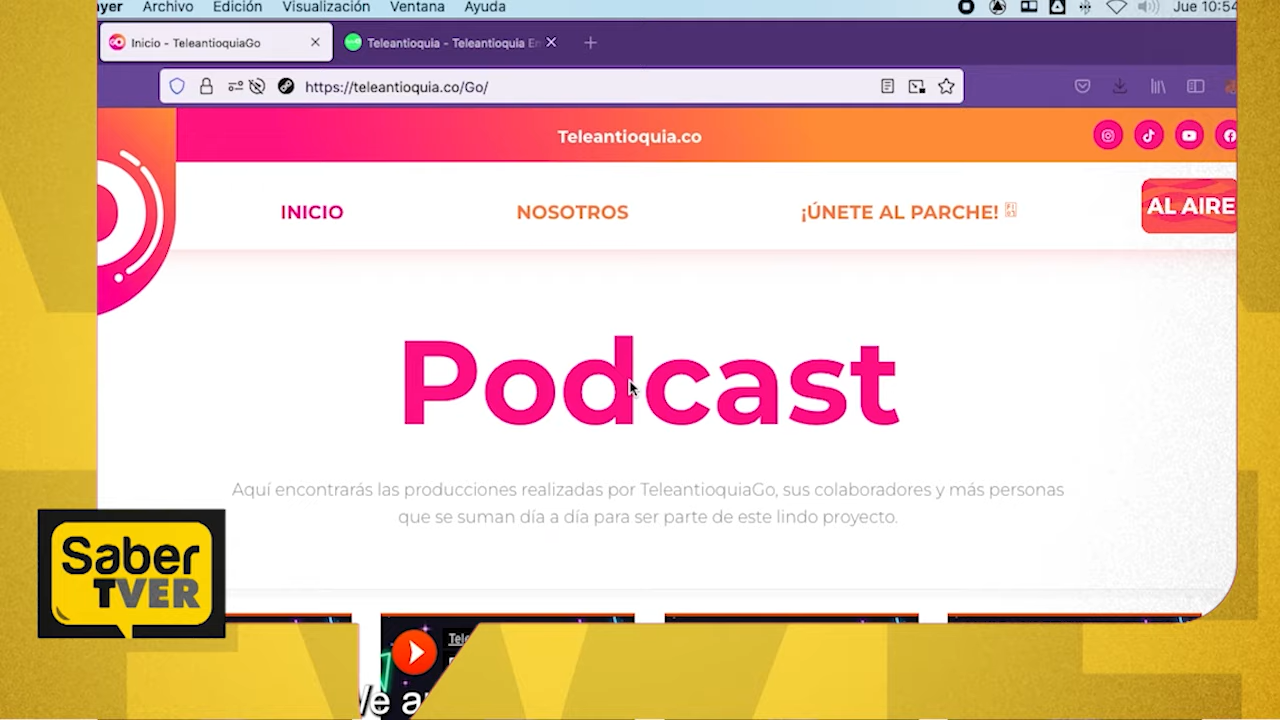 Archivo Edición Visualización Ventana Ayuda
Inicio - TeleantioquiaGo
Teleantioquia - Teleantioquia
https://teleantioquia.co/Go/
Teleantioquia.co
INICIO
NOSOTROS
¡ÚNETE AL PARCHE!
AL AIRE
Podcast
Aquí encontrarás las producciones realizadas por TeleantioquiaGo, sus colaboradores y más personas
que se suman día a día para ser parte de este lindo proyecto.
Saber
TVER
Jue 10:54